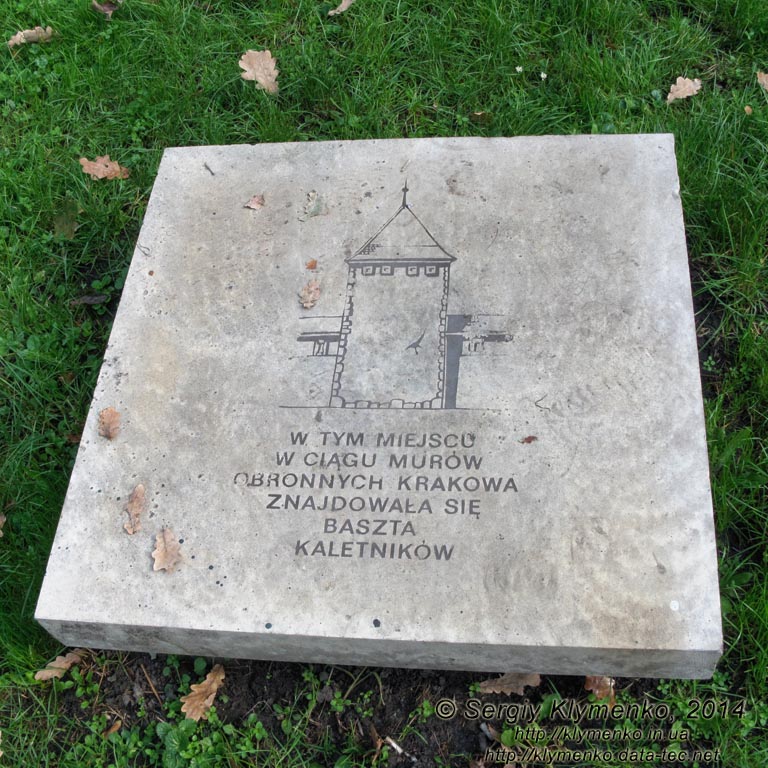 W TYM MIEJSCU
W CIĄGU MURÓW
OBRONNYCH KRAKOWA
ZNAJDOWAŁA SIĘ
BASZTA
KALETNIKÓW
© Sergiy Klymenko, 2014
http://klymenko.in.ua
http://klymenko.data-tec.net